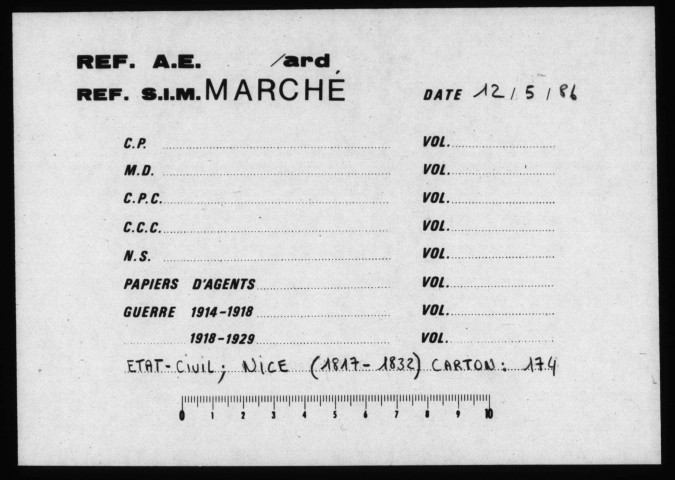 REF. A.E. /ard
REF. S.I.M. MARCHÉ DATE 12/5/86
C.P. VOL.
M.D. VOL.
C.P.C. VOL.
C.C.C. VOL.
N.S. VOL.
PAPIERS D'AGENTS VOL.
GUERRE 1914-1918 VOL.
1918-1929 VOL.
ETAT-CIVIL; NICE (1817-1832) CARTON: 174
0 1 2 3 4 5 6 7 8 9 10